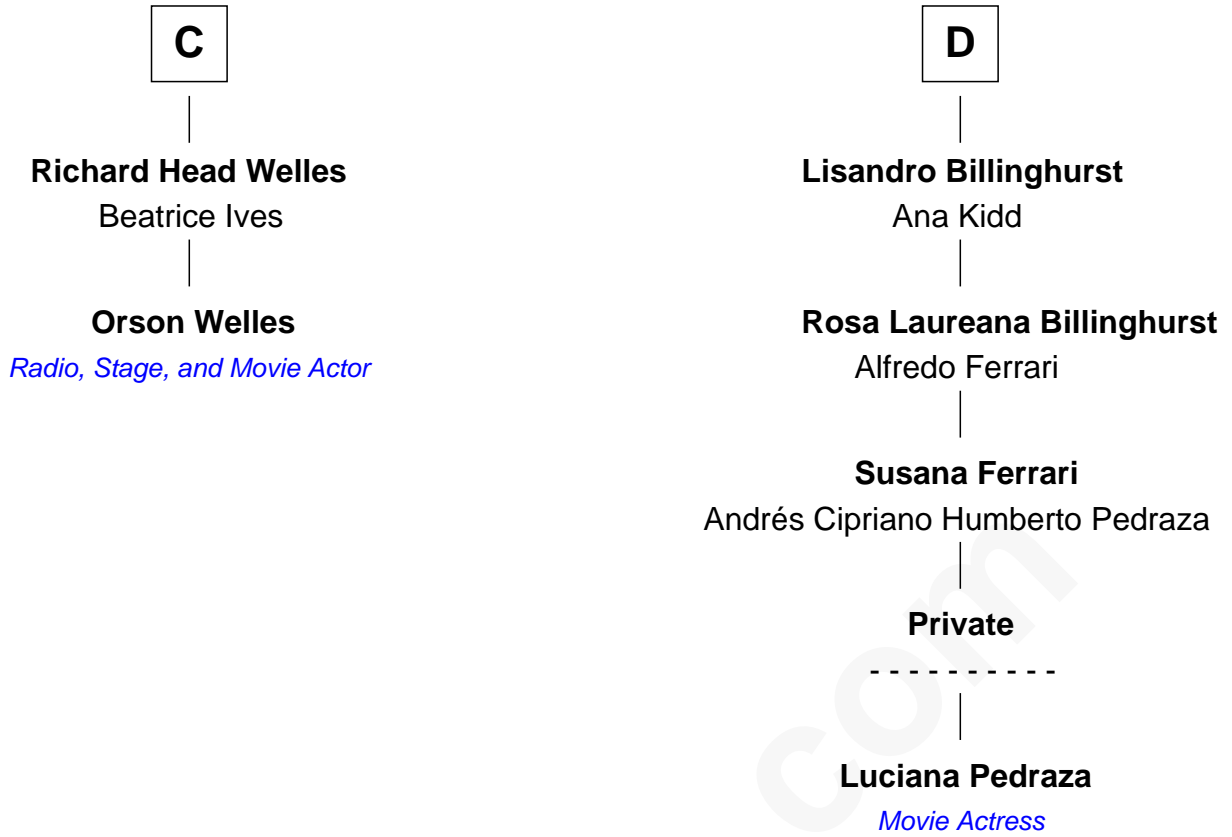 C
Richard Head Welles
Beatrice Ives
Orson Welles
Radio, Stage, and Movie Actor
D
Lisandro Billinghurst
Ana Kidd
Rosa Laureana Billinghurst
Alfredo Ferrari
Susana Ferrari
Andrés Cipriano Humberto Pedraza
Private
- - - - - - - - - -
Luciana Pedraza
Movie Actress
com